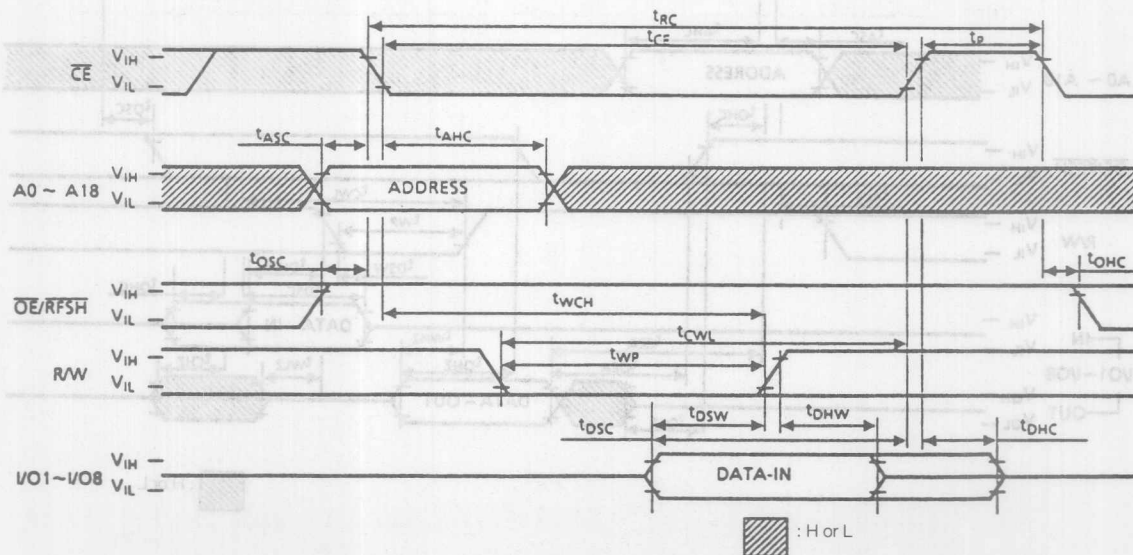 tRC
tCE
tP
CE
VIH
VIL
tASC
tAHC
A0 ~ A18
VIH
VIL
ADDRESS
tOSC
tOHC
OE/RFSH
VIH
VIL
tWCH
tCWL
R/W
VIH
VIL
tWP
tDSC
tDSW
tDHW
tDHC
I/O1~I/O8
VIH
VIL
DATA-IN
: H or L